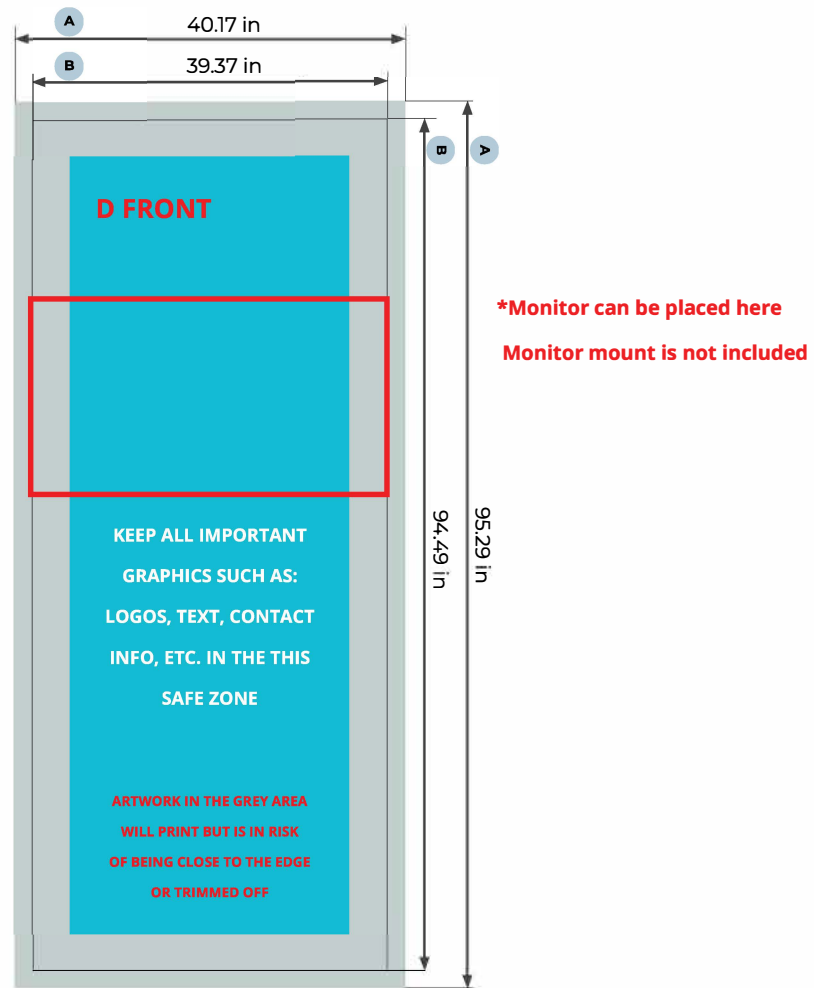 A
40.17 in
B
39.37 in
B
A
D FRONT
*Monitor can be placed here
Monitor mount is not included
94.49 in
95.29 in
KEEP ALL IMPORTANT
GRAPHICS SUCH AS:
LOGOS, TEXT, CONTACT
INFO, ETC. IN THE THIS
SAFE ZONE
ARTWORK IN THE GREY AREA
WILL PRINT BUT IS IN RISK
OF BEING CLOSE TO THE EDGE
OR TRIMMED OFF